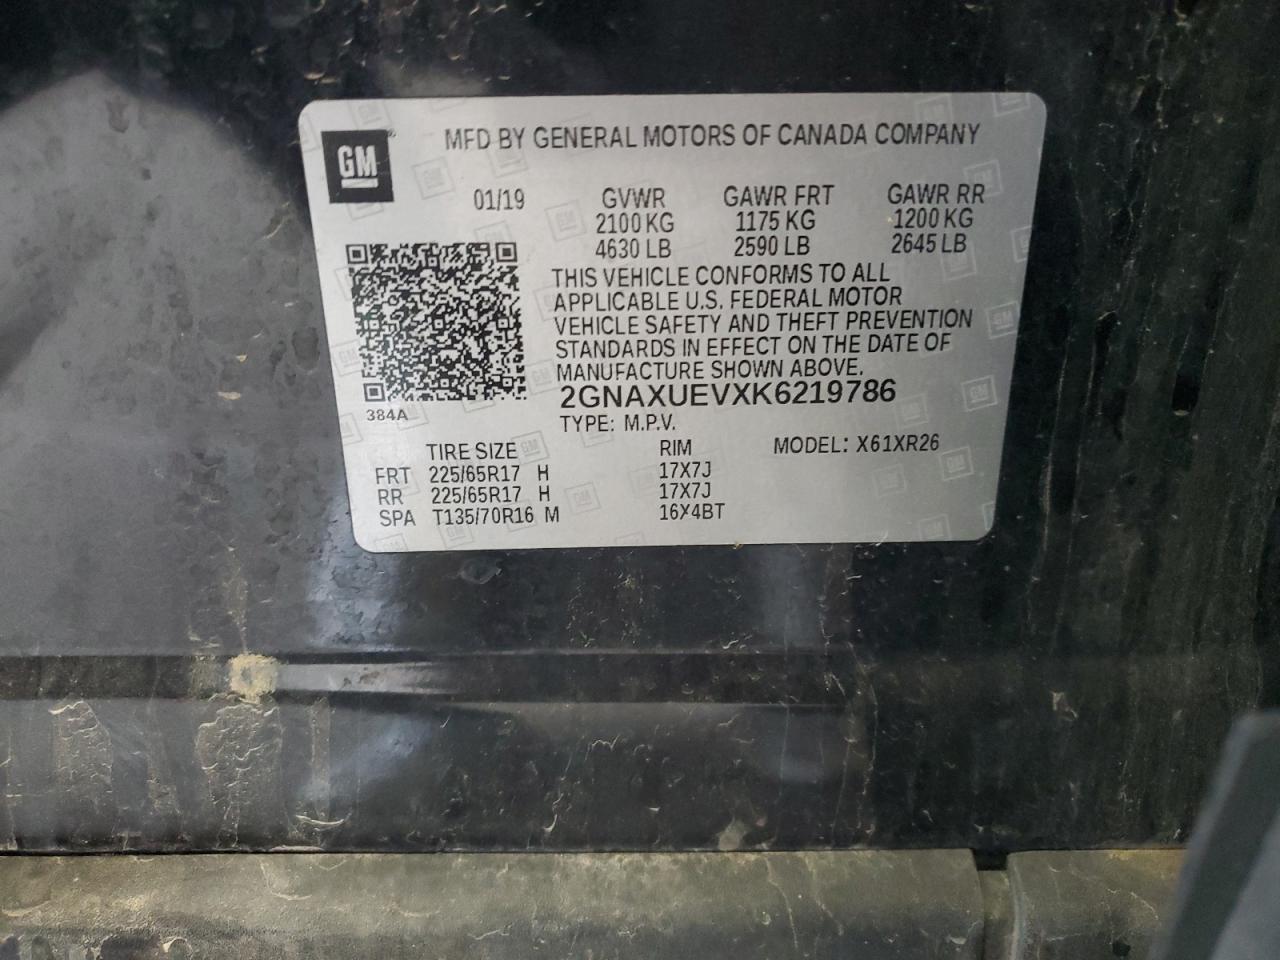 MFD BY GENERAL MOTORS OF CANADA COMPANY
GM
01/19 GVWR GAWR FRT GAWR RR
2100 KG 1175 KG 1200 KG
4630 LB 2590 LB 2645 LB
THIS VEHICLE CONFORMS TO ALL
APPLICABLE U.S. FEDERAL MOTOR
VEHICLE SAFETY AND THEFT PREVENTION
STANDARDS IN EFFECT ON THE DATE OF
MANUFACTURE SHOWN ABOVE.
2GNAXUEVXK6219786
384A
TYPE: M.P.V.
TIRE SIZE RIM MODEL: X61XR26
FRT 225/65R17 H 17X7J
RR 225/65R17 H 17X7J
SPA T135/70R16 M 16X4BT